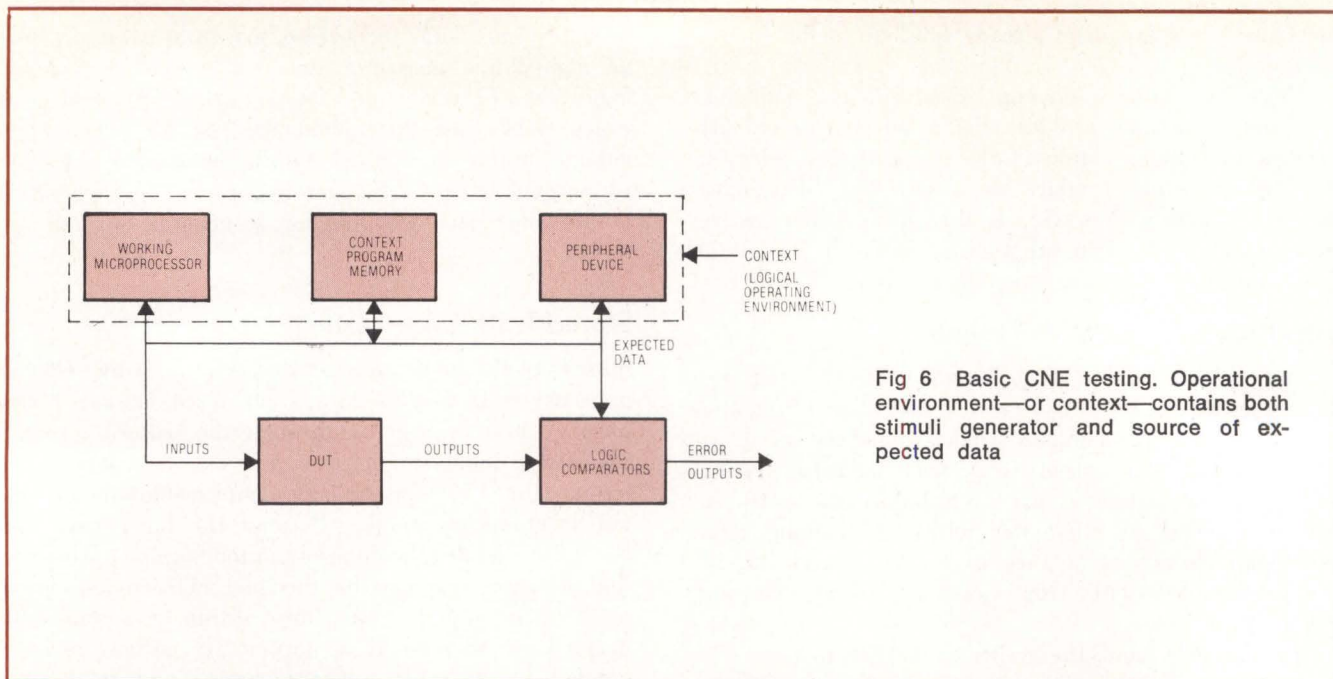 WORKING
MICROPROCESSOR
CONTEXT
PROGRAM
MEMORY
PERIPHERAL
DEVICE
CONTEXT
(LOGICAL
OPERATING
ENVIRONMENT)
EXPECTED
DATA
INPUTS
DUT
OUTPUTS
LOGIC
COMPARATORS
ERROR
OUTPUTS
Fig 6 Basic CNE testing. Operational
environment—or context—contains both
stimuli generator and source of ex-
pected data